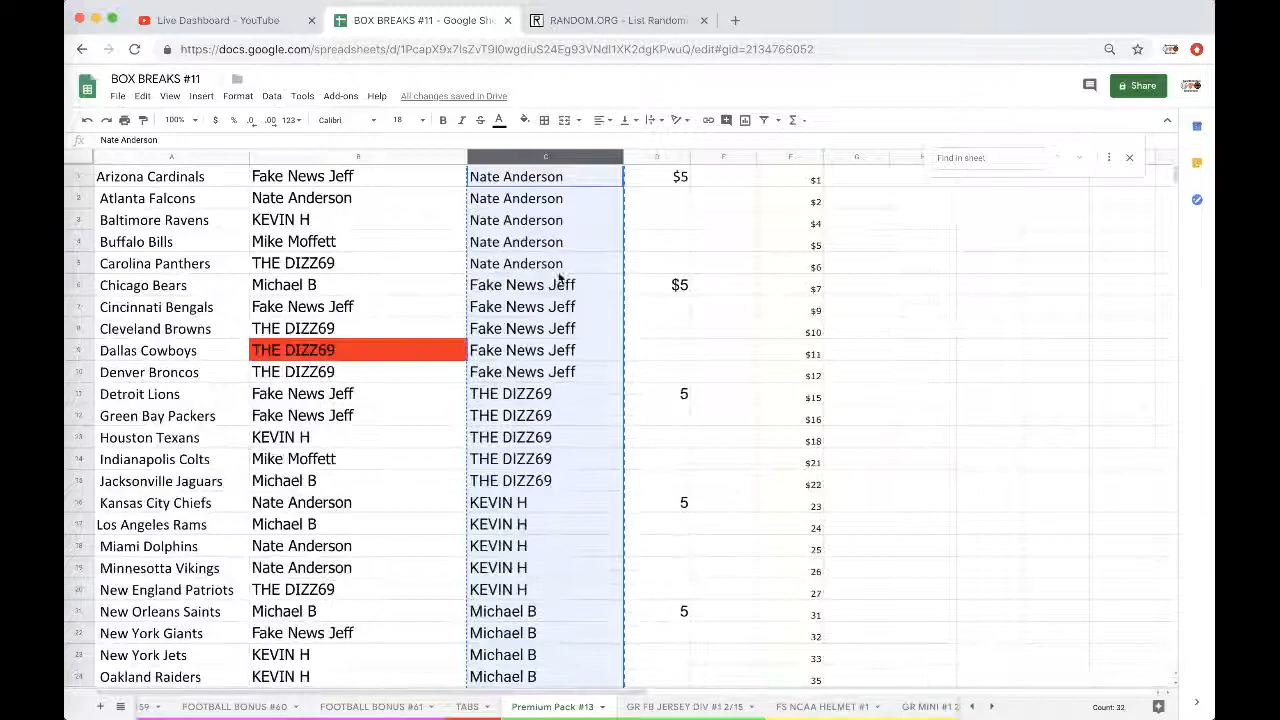 Live Dashboard - YouTube × BOX BREAKS #11 - Google She × RANDOM.ORG - List Random × +
https://docs.google.com/spreadsheets/d/
BOX BREAKS #11
File Edit View Insert Format Data Tools Add-ons Help All changes saved in Drive Share
100% $ % .0 .00 123 Calibri 18 B I S A
fx Nate Anderson Find in sheet
A B C D E F G H I
1 Arizona Cardinals Fake News Jeff Nate Anderson $5 $1
2 Atlanta Falcons Nate Anderson Nate Anderson $2
3 Baltimore Ravens KEVIN H Nate Anderson $4
4 Buffalo Bills Mike Moffett Nate Anderson $5
5 Carolina Panthers THE DIZZ69 Nate Anderson $6
6 Chicago Bears Michael B Fake News Jeff $5 $7
7 Cincinnati Bengals Fake News Jeff Fake News Jeff $9
8 Cleveland Browns THE DIZZ69 Fake News Jeff $10
9 Dallas Cowboys THE DIZZ69 Fake News Jeff $11
10 Denver Broncos THE DIZZ69 Fake News Jeff $12
11 Detroit Lions Fake News Jeff THE DIZZ69 5 $15
12 Green Bay Packers Fake News Jeff THE DIZZ69 $16
13 Houston Texans KEVIN H THE DIZZ69 $18
14 Indianapolis Colts Mike Moffett THE DIZZ69 $21
15 Jacksonville Jaguars Michael B THE DIZZ69 $22
16 Kansas City Chiefs Nate Anderson KEVIN H 5 23
17 Los Angeles Rams Michael B KEVIN H 24
18 Miami Dolphins Nate Anderson KEVIN H 25
19 Minnesotta Vikings Nate Anderson KEVIN H 26
20 New England Patriots THE DIZZ69 KEVIN H 27
21 New Orleans Saints Michael B Michael B 5 31
22 New York Giants Fake News Jeff Michael B 32
23 New York Jets KEVIN H Michael B 33
24 Oakland Raiders KEVIN H Michael B 35
59 FOOTBALL BONUS #60 FOOTBALL BONUS #61 TABS Premium Pack #13 GR FB JERSEY DIV #1 2/15 FS NCAA HELMET #1 GR MINI #1 2 Count: 32